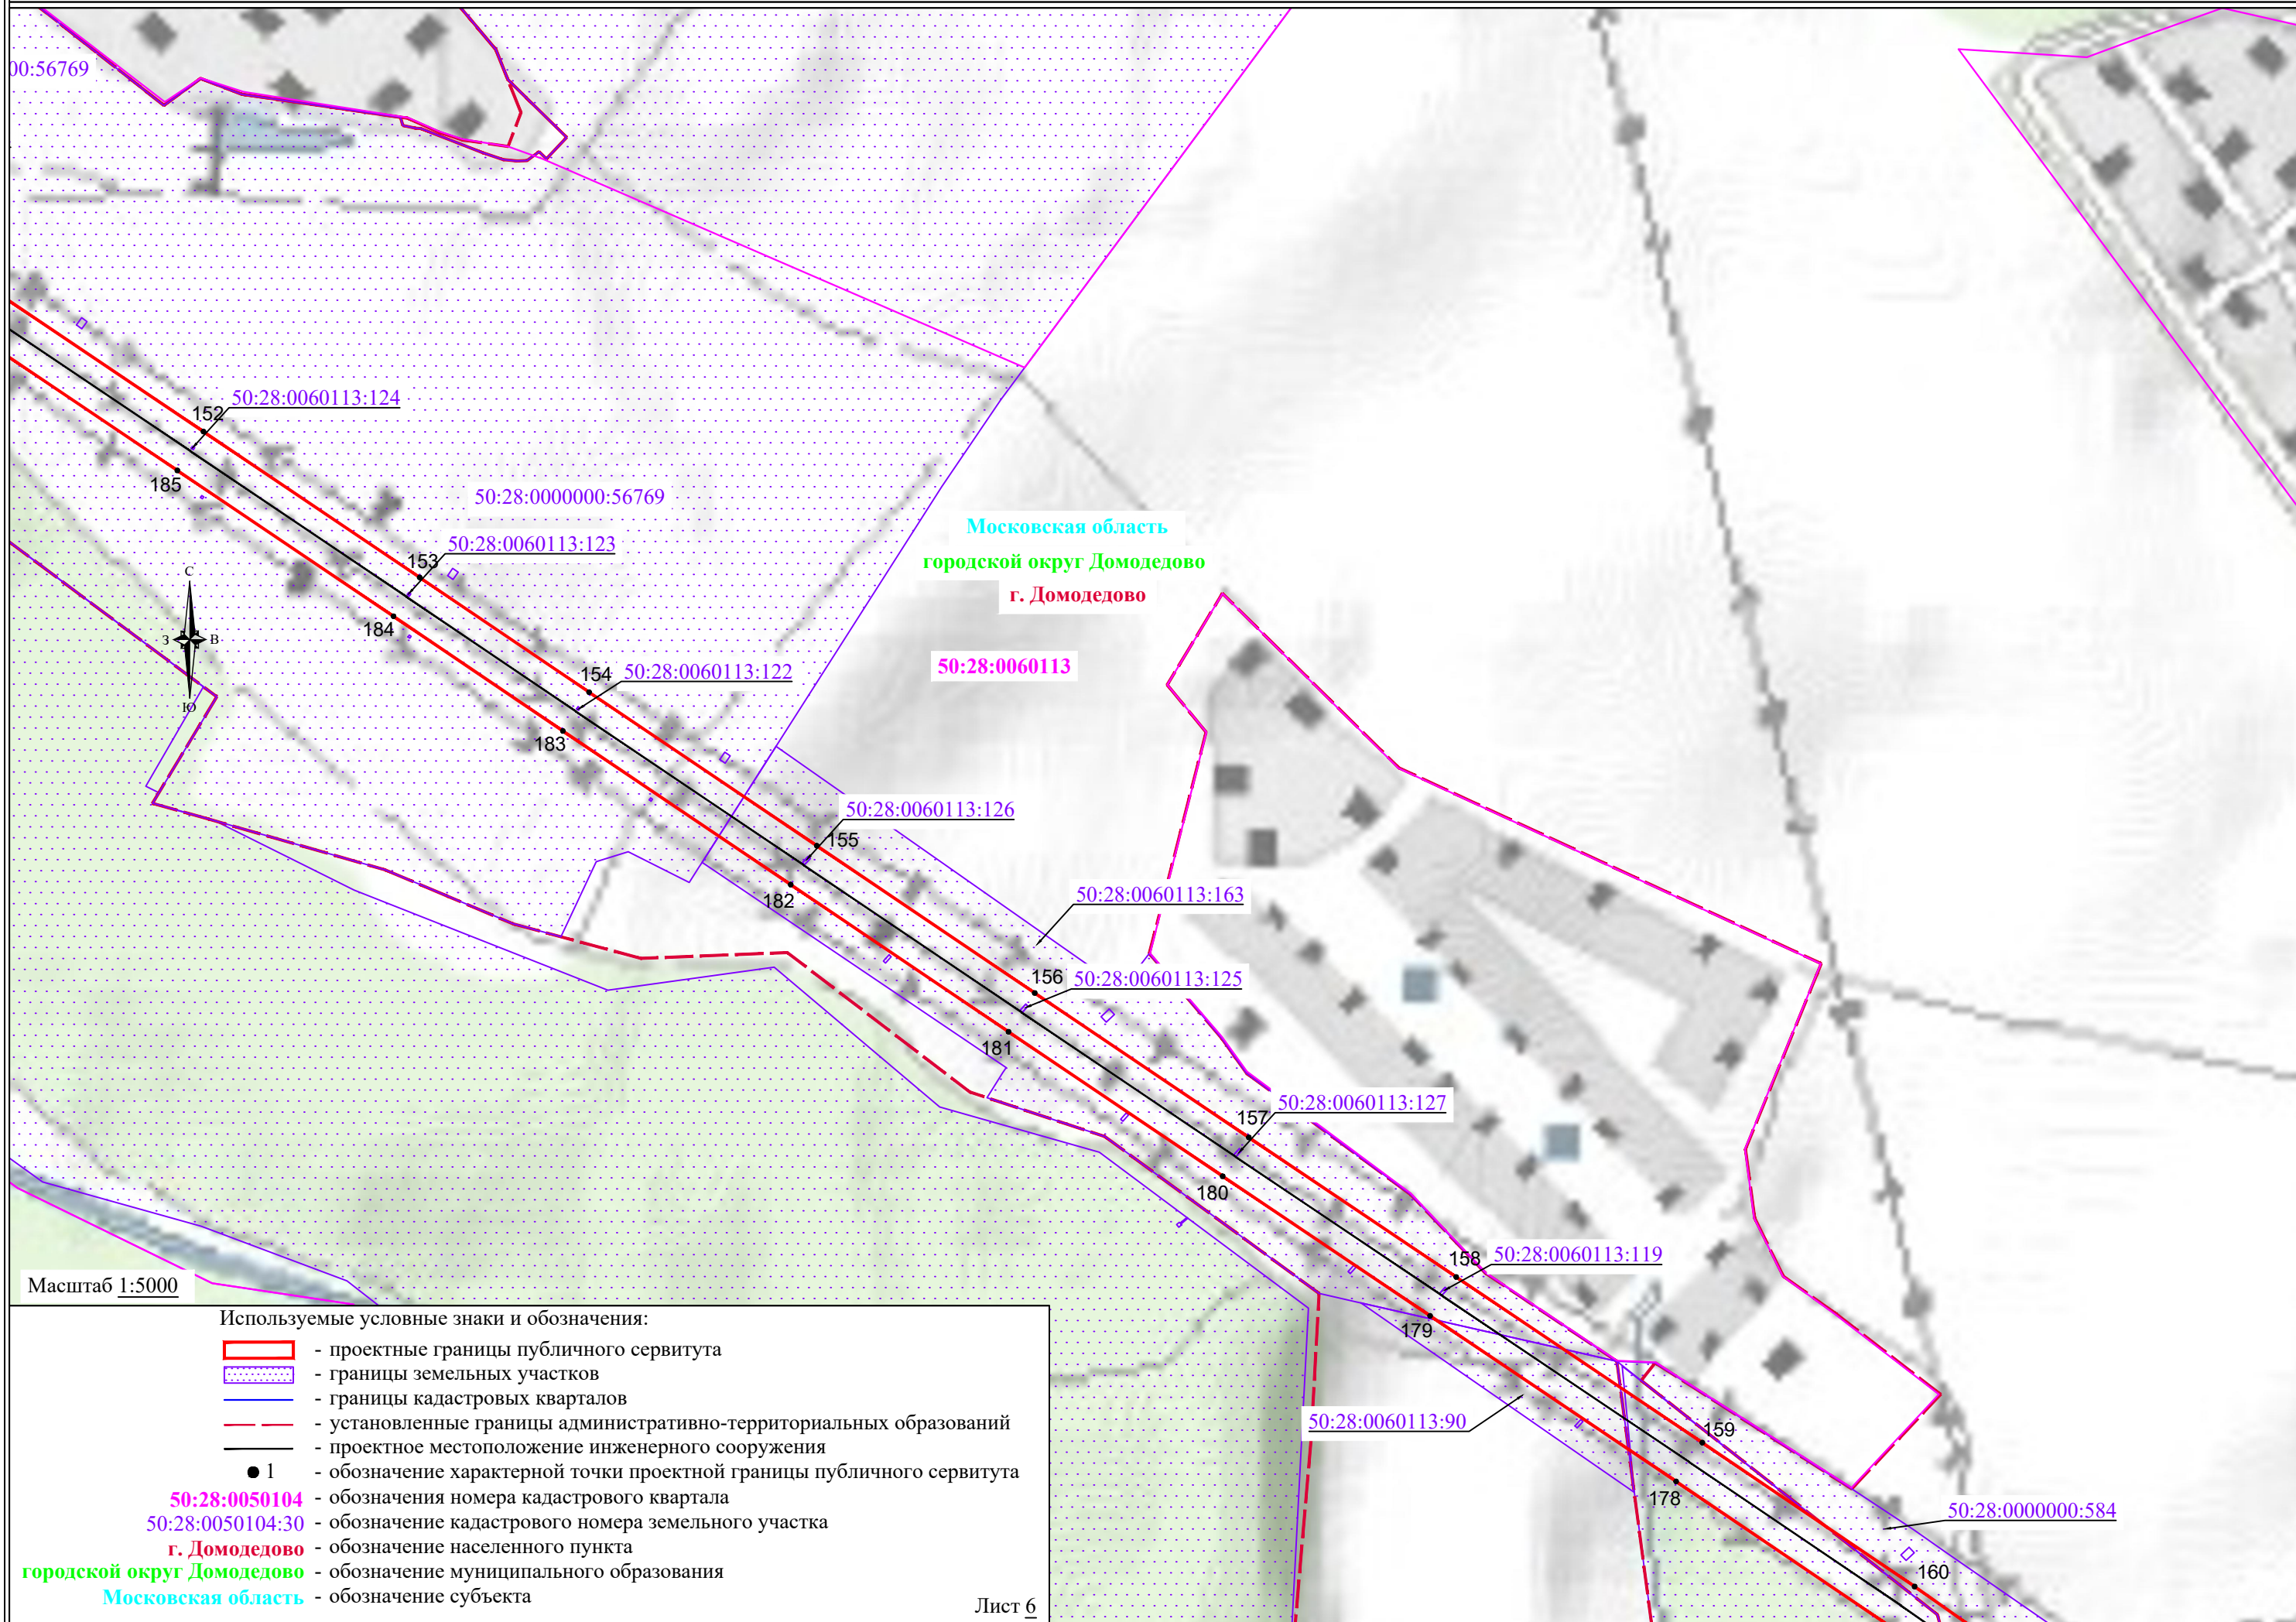 00:56769
50:28:0060113:124
152
185
50:28:0000000:56769
50:28:0060113:123
153
184
С
З
В
Ю
Московская область
городской округ Домодедово
г. Домодедово
50:28:0060113
50:28:0060113:122
154
183
50:28:0060113:126
155
182
50:28:0060113:163
156
50:28:0060113:125
181
50:28:0060113:127
157
180
50:28:0060113:119
158
179
50:28:0060113:90
159
178
50:28:0000000:584
160
Масштаб 1:5000
Используемые условные знаки и обозначения:
- проектные границы публичного сервитута
- границы земельных участков
- границы кадастровых кварталов
- установленные границы административно-территориальных образований
- проектное местоположение инженерного сооружения
1 - обозначение характерной точки проектной границы публичного сервитута
50:28:0050104 - обозначения номера кадастрового квартала
50:28:0050104:30 - обозначение кадастрового номера земельного участка
г. Домодедово - обозначение населенного пункта
городской округ Домодедово - обозначение муниципального образования
Московская область - обозначение субъекта
Лист 6